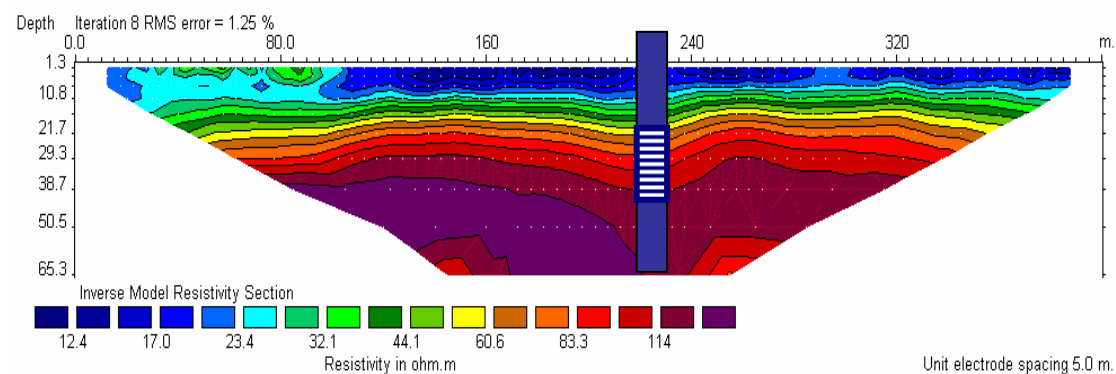 Depth Iteration 8 RMS error = 1.25 %
0.0 80.0 160 240 320 m.
1.3
10.8
21.7
29.3
38.7
50.5
65.3
Inverse Model Resistivity Section
12.4 17.0 23.4 32.1 44.1 60.6 83.3 114
Resistivity in ohm.m Unit electrode spacing 5.0 m.